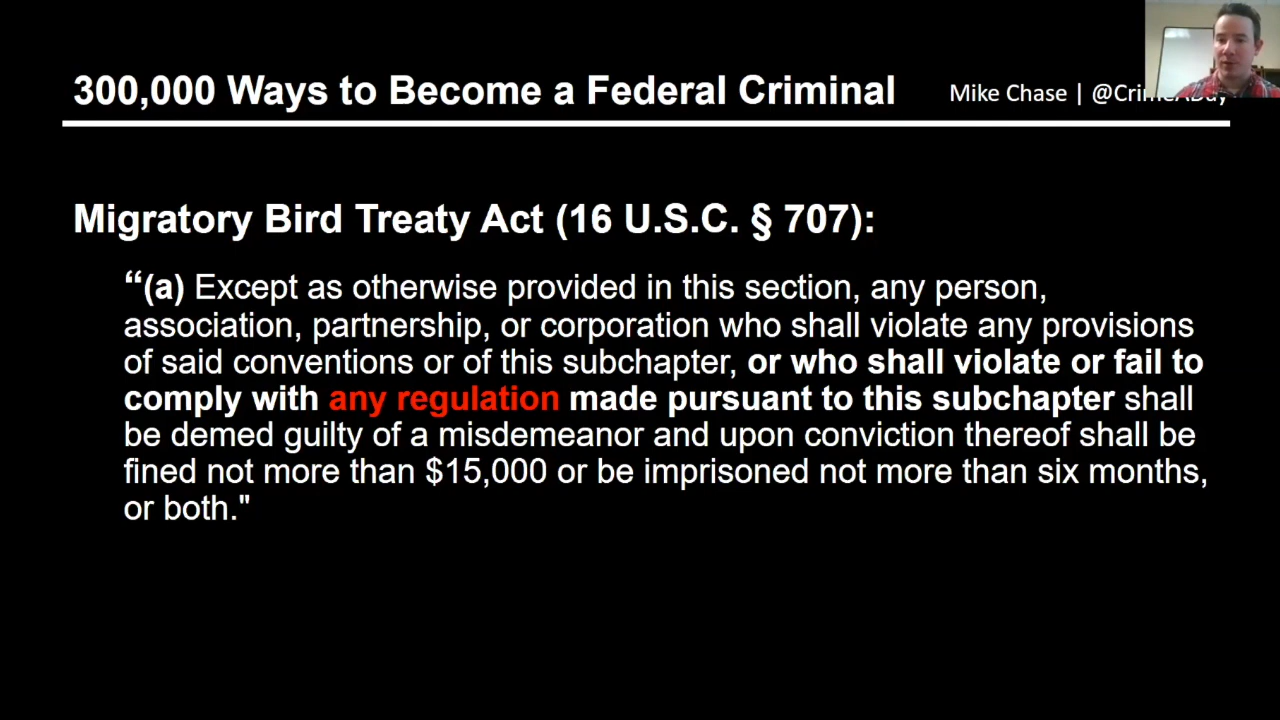 300,000 Ways to Become a Federal Criminal
Mike Chase |
Migratory Bird Treaty Act (16 U.S.C. § 707):
“(a) Except as otherwise provided in this section, any person,
association, partnership, or corporation who shall violate any provisions
of said conventions or of this subchapter, or who shall violate or fail to
comply with any regulation made pursuant to this subchapter shall
be demed guilty of a misdemeanor and upon conviction thereof shall be
fined not more than $15,000 or be imprisoned not more than six months,
or both."